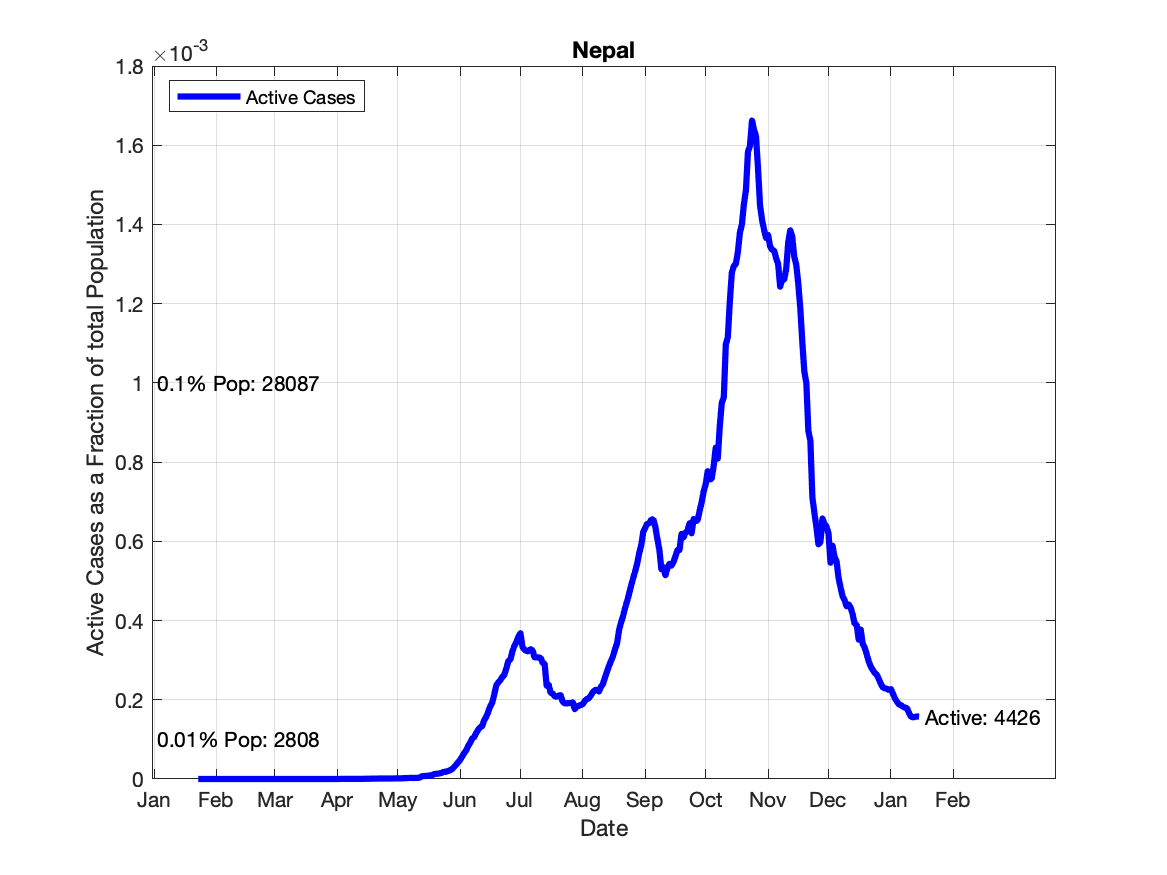 Nepal
×10-3
1.8
1.6
1.4
1.2
1
0.8
0.6
0.4
0.2
0
Active Cases as a Fraction of total Population
Active Cases
0.1% Pop: 28087
0.01% Pop: 2808
Active: 4426
Jan Feb Mar Apr May Jun Jul Aug Sep Oct Nov Dec Jan Feb
Date